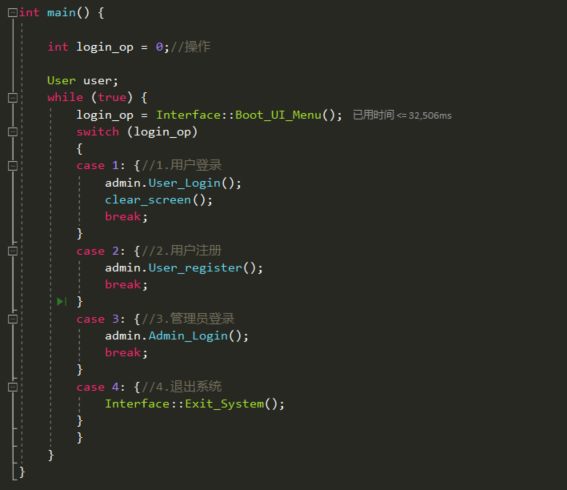 int main() {
int login_op = 0;//操作
User user;
while (true) {
login_op = Interface::Boot_UI_Menu(); 已用时间 <= 32,506ms
switch (login_op)
{
case 1: {//1.用户登录
admin.User_Login();
clear_screen();
break;
}
case 2: {//2.用户注册
admin.User_register();
break;
}
case 3: {//3.管理员登录
admin.Admin_Login();
break;
}
case 4: {//4.退出系统
Interface::Exit_System();
}
}
}
}